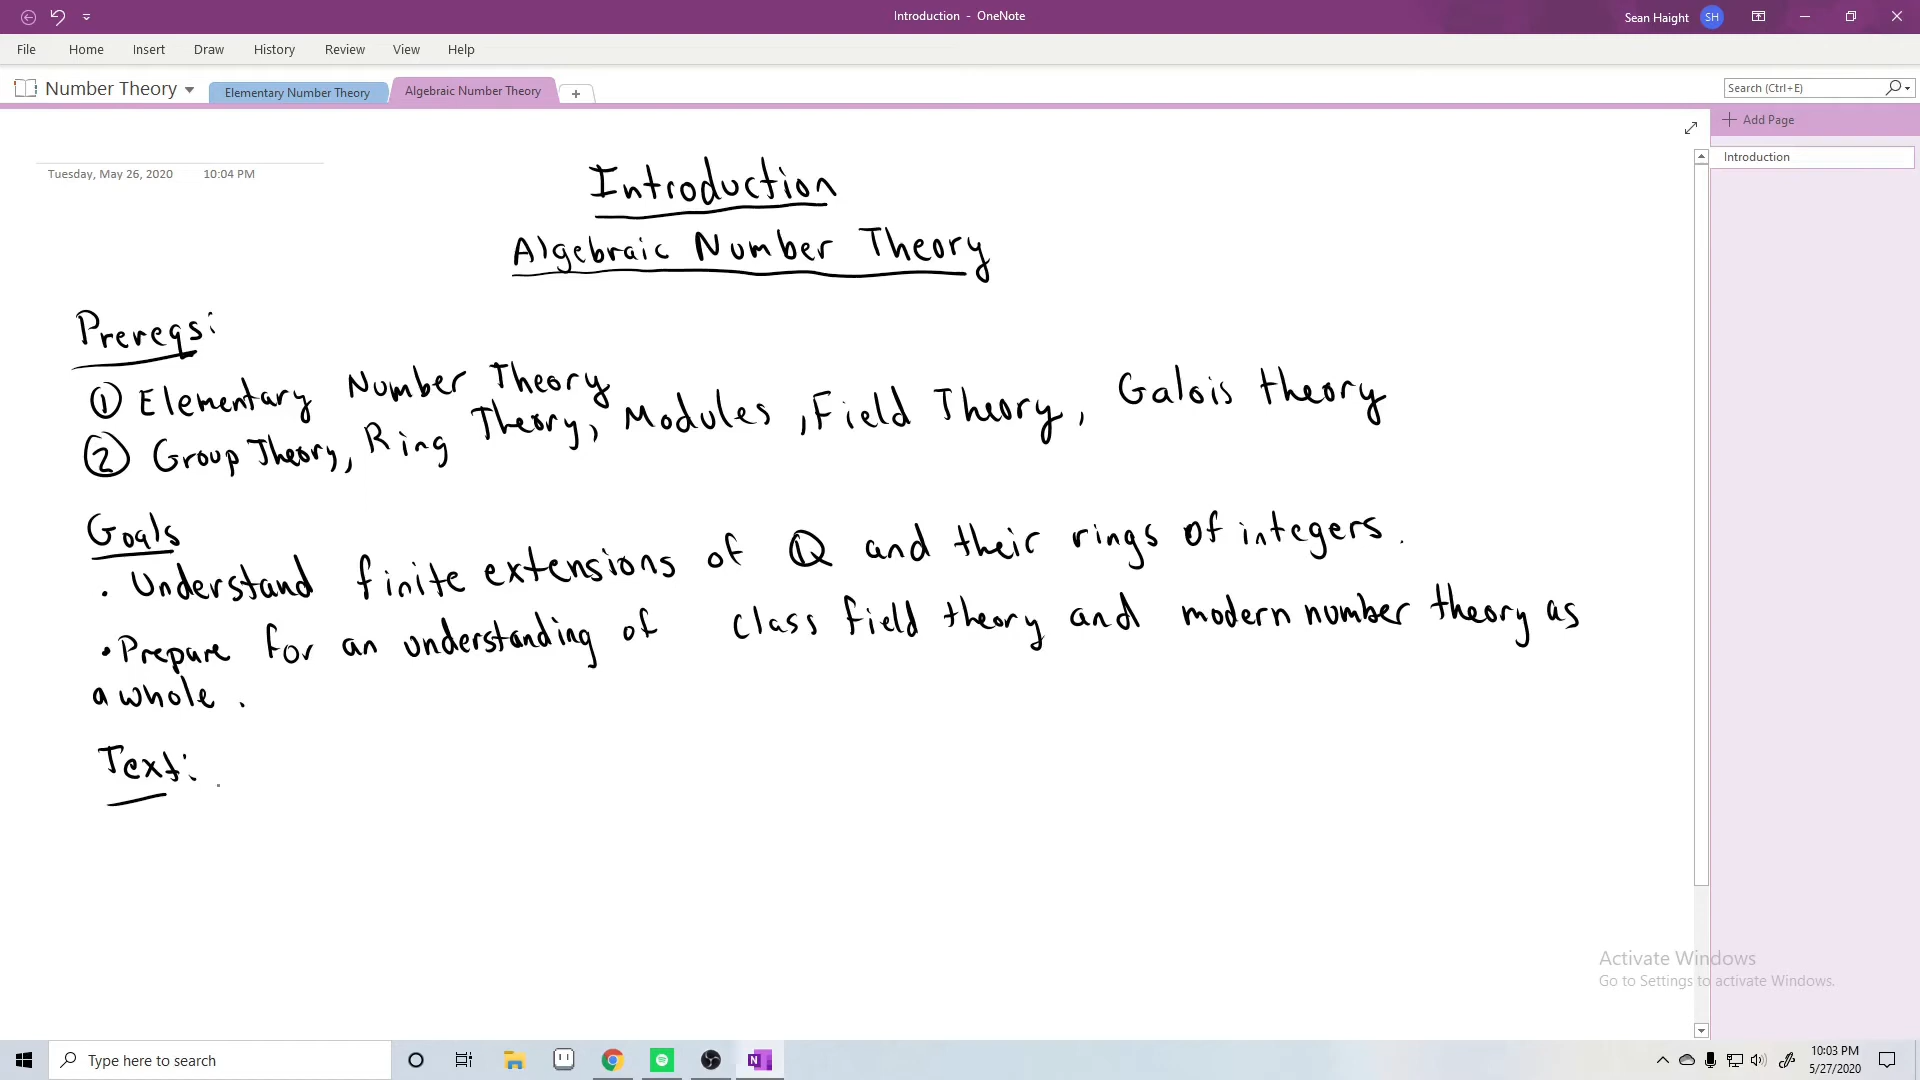 Introduction - OneNote
Sean Haight SH
File Home Insert Draw History Review View Help
Number Theory Elementary Number Theory Algebraic Number Theory +
Search (Ctrl+E)
Add Page
Introduction
Tuesday, May 26, 2020 10:04 PM
Introduction
Algebraic Number Theory
Prereqs:
① Elementary Number Theory
② Group Theory, Ring Theory, Modules, Field Theory, Galois theory
Goals
• Understand finite extensions of Q and their rings of integers.
• Prepare for an understanding of class field theory and modern number theory as
a whole.
Text:
Activate Windows
Go to Settings to activate Windows.
Type here to search
N
10:03 PM
5/27/2020